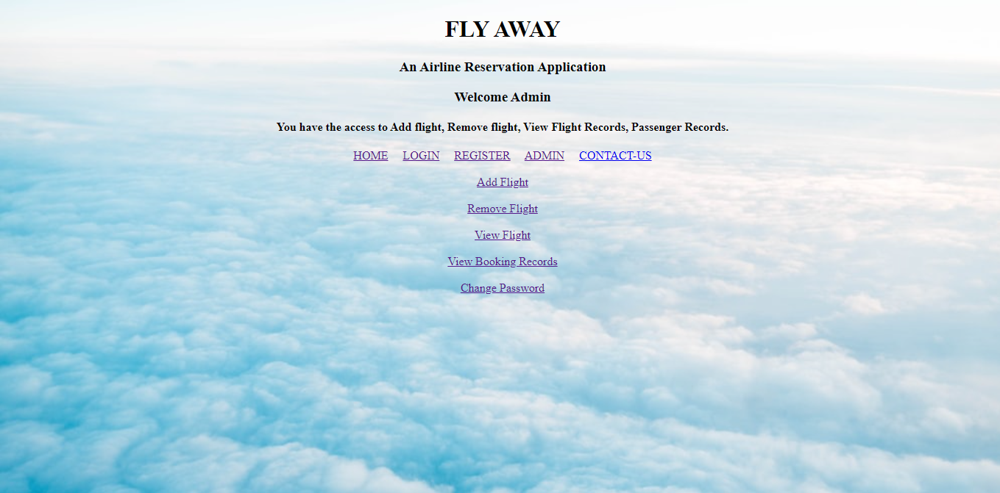 FLY AWAY
An Airline Reservation Application
Welcome Admin
You have the access to Add flight, Remove flight, View Flight Records, Passenger Records.
HOME LOGIN REGISTER ADMIN CONTACT-US
Add Flight
Remove Flight
View Flight
View Booking Records
Change Password